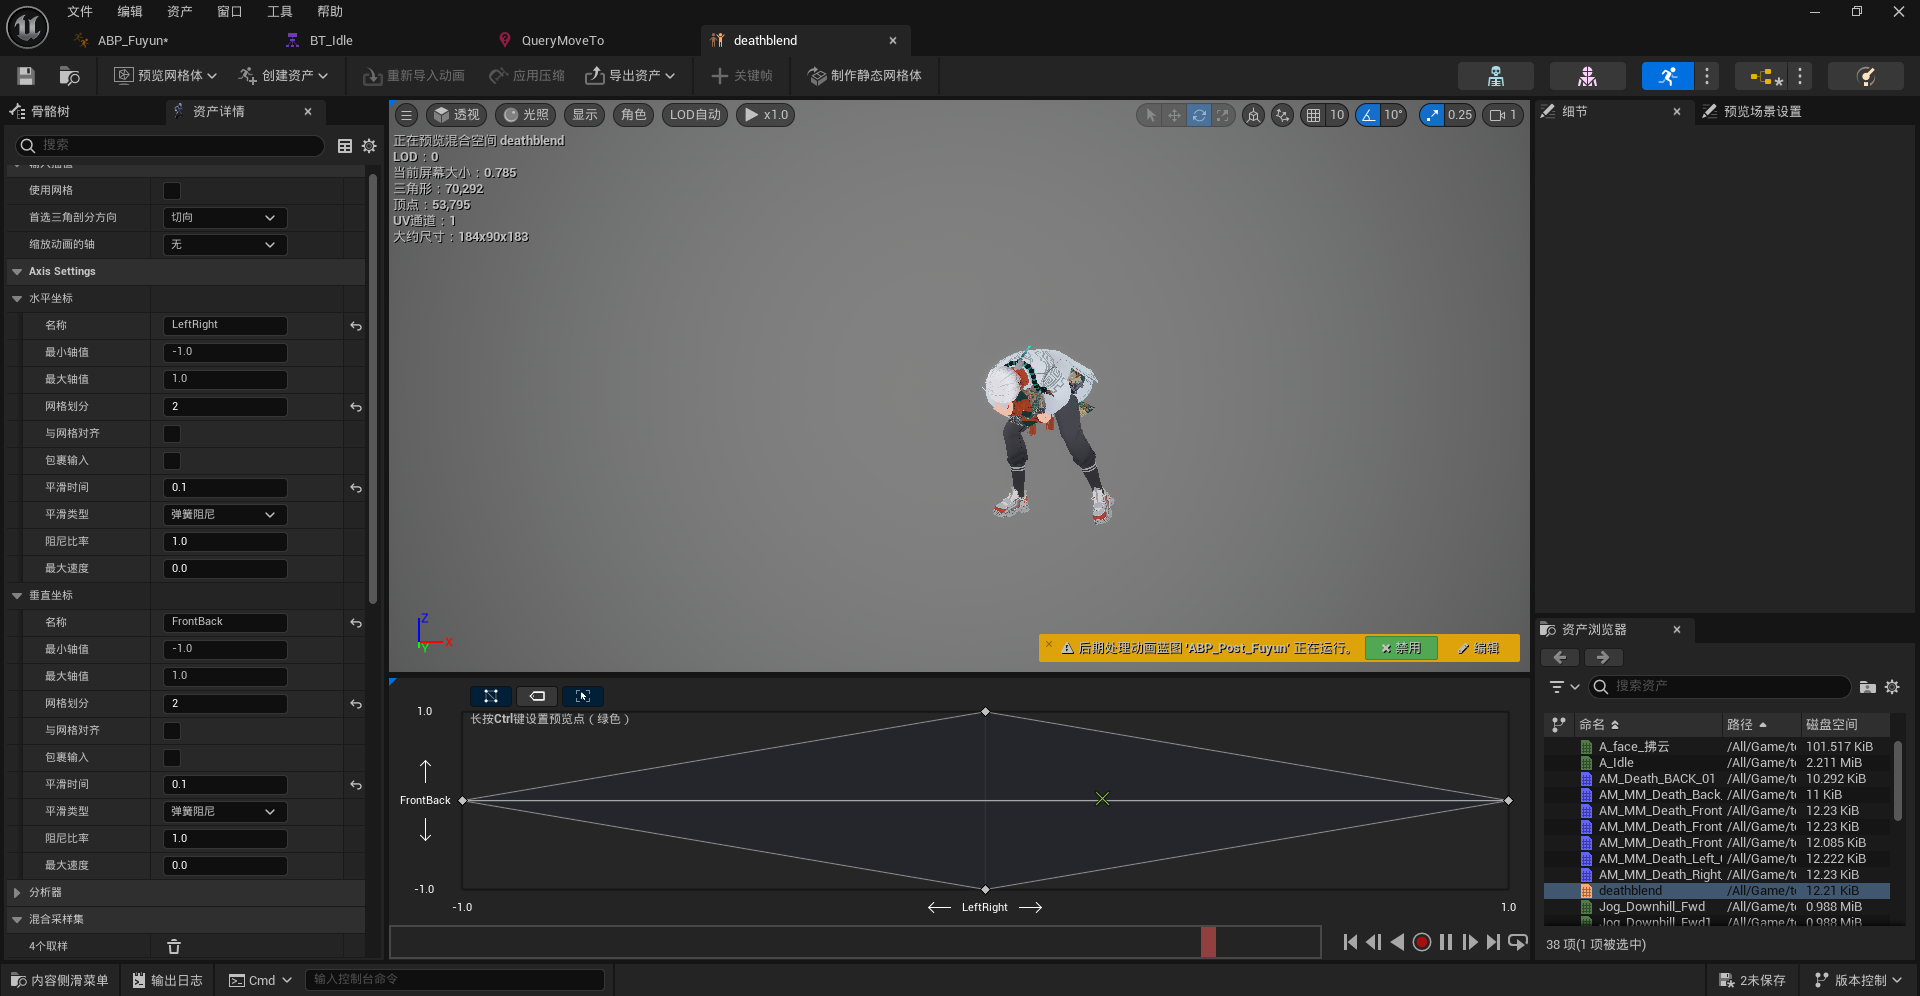 文件 编辑 资产 窗口 工具 帮助
ABP_Fuyun* BT_Idle QueryMoveTo deathblend
预览网格体 创建资产 重新导入动画 应用压缩 导出资产 关键帧 制作静态网格体
骨骼树 资产详情
搜索
使用网格
首选三角剖分方向 切向
缩放动画的轴 无
Axis Settings
水平坐标
名称 LeftRight
最小轴值 -1.0
最大轴值 1.0
网格划分 2
与网格对齐
包裹输入
平滑时间 0.1
平滑类型 弹簧阻尼
阻尼比率 1.0
最大速度 0.0
垂直坐标
名称 FrontBack
最小轴值 -1.0
最大轴值 1.0
网格划分 2
与网格对齐
包裹输入
平滑时间 0.1
平滑类型 弹簧阻尼
阻尼比率 1.0
最大速度 0.0
分析器
混合采样集
4个取样
透视 光照 显示 角色 LOD自动 x1.0 10 10° 0.25 1
正在预览混合空间 deathblend
LOD：0
当前屏幕大小：0.785
三角形：70,292
顶点：53,795
UV通道：1
大约尺寸：184x90x183
Z
X
Y
后期处理动画蓝图 'ABP_Post_Fuyun' 正在运行。 禁用 编辑
1.0
长按Ctrl键设置预览点（绿色）
FrontBack
-1.0
-1.0 LeftRight 1.0
细节 预览场景设置
资产浏览器
搜索资产
命名 路径 磁盘空间
A_face_拂云 /All/Game/t 101.517 KiB
A_Idle /All/Game/t 2.211 MiB
AM_Death_BACK_01 /All/Game/t 10.292 KiB
AM_MM_Death_Back_ /All/Game/t 11 KiB
AM_MM_Death_Front /All/Game/t 12.23 KiB
AM_MM_Death_Front /All/Game/t 12.23 KiB
AM_MM_Death_Front /All/Game/t 12.085 KiB
AM_MM_Death_Left_ /All/Game/t 12.222 KiB
AM_MM_Death_Right_ /All/Game/t 12.23 KiB
deathblend /All/Game/t 12.21 KiB
Jog_Downhill_Fwd /All/Game/t 0.988 MiB
Jog_Downhill_Fwd1 /All/Game/t 0.988 MiB
38 项(1 项被选中)
内容侧滑菜单 输出日志 Cmd 输入控制台命令 2未保存 版本控制